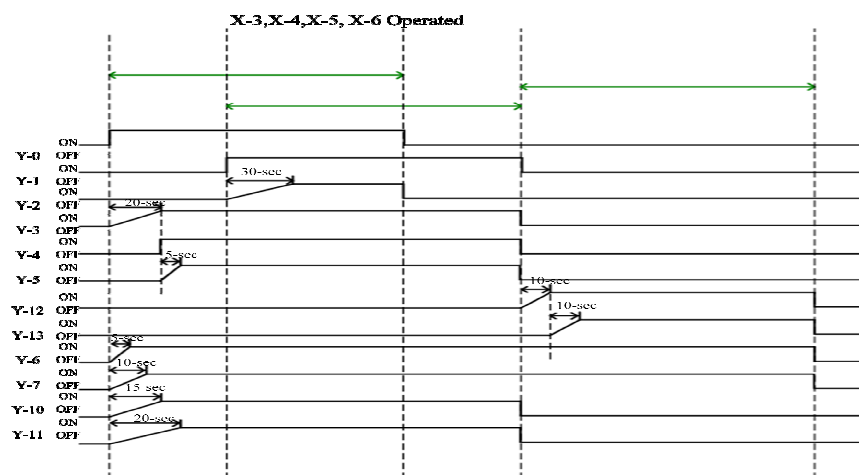 X-3,X-4,X-5, X-6 Operated
ON
Y-0 OFF
ON 30-sec
Y-1 OFF
ON
Y-2 OFF 20-sec
ON
Y-3 OFF
ON
Y-4 OFF 5-sec
ON
Y-5 OFF 10-sec
ON
Y-12 OFF 10-sec
ON
Y-13 OFF
ON 5-sec
Y-6 OFF
ON 10-sec
Y-7 OFF
ON 15-sec
Y-10 OFF
ON 20-sec
Y-11 OFF